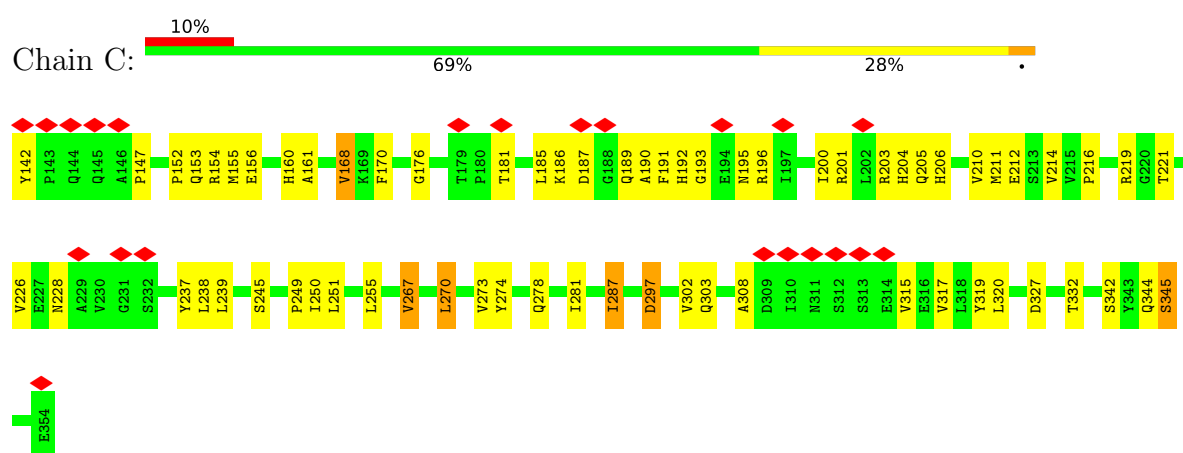 10%
Chain C:
69% 28% •
Y142 P143 Q144 Q145 A146 P147 P152 Q153 R154 M155 E156 H160 A161 V168 K169 F170 G176 T179 P180 T181 L185 K186 D187 G188 Q189 A190 F191 H192 G193 E194 N195 R196 I197 I200 R201 L202 R203 H204 Q205 H206 V210 M211 E212 S213 V214 V215 P216 R219 G220 T221
V226 E227 N228 A229 V230 G231 S232 Y237 L238 L239 S245 P249 I250 L251 L255 V267 L270 V273 Y274 Q278 I281 I287 D297 V302 Q303 A308 D309 I310 N311 S312 S313 E314 V315 E316 V317 L318 Y319 L320 D327 T332 S342 Y343 Q344 S345
E354